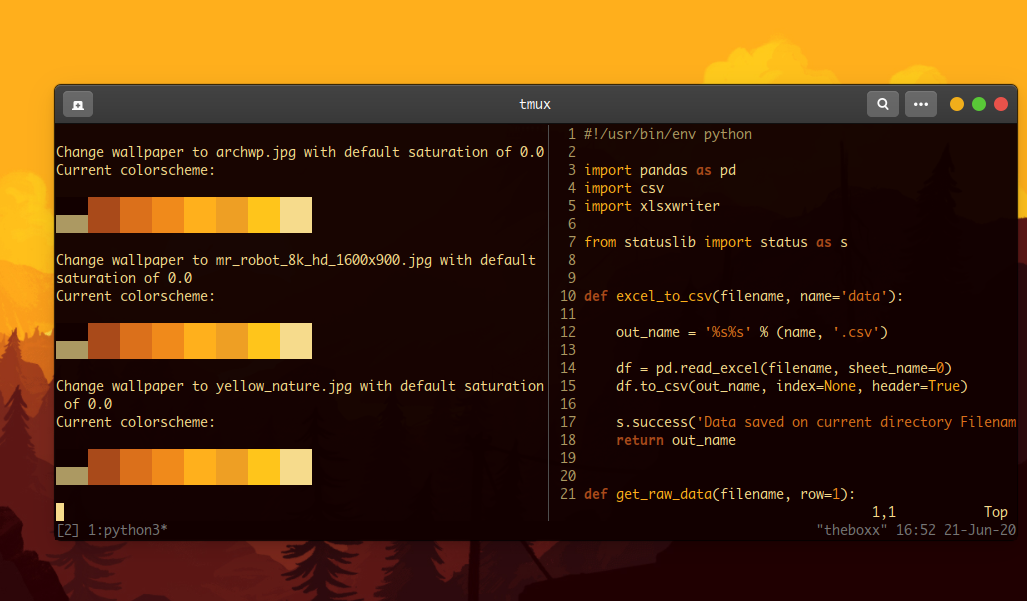 tmux
Change wallpaper to archwp.jpg with default saturation of 0.0
Current colorscheme:
Change wallpaper to mr_robot_8k_hd_1600x900.jpg with default
saturation of 0.0
Current colorscheme:
Change wallpaper to yellow_nature.jpg with default saturation
of 0.0
Current colorscheme:
1 #!/usr/bin/env python
2
3 import pandas as pd
4 import csv
5 import xlsxwriter
6
7 from statuslib import status as s
8
9
10 def excel_to_csv(filename, name='data'):
11
12     out_name = '%s%s' % (name, '.csv')
13
14     df = pd.read_excel(filename, sheet_name=0)
15     df.to_csv(out_name, index=None, header=True)
16
17     s.success('Data saved on current directory Filenam
18     return out_name
19
20
21 def get_raw_data(filename, row=1):
1,1 Top
[2] 1:python3* "theboxx" 16:52 21-Jun-20